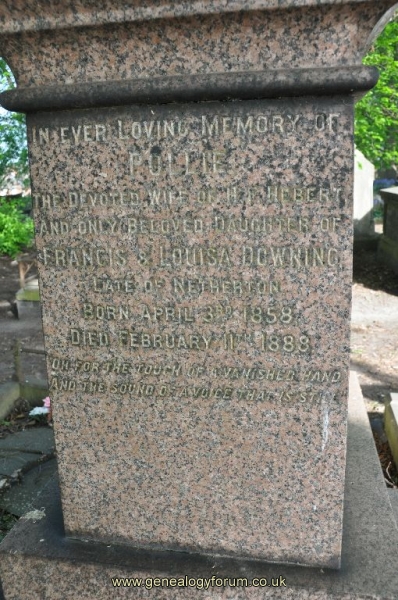 IN EVER LOVING MEMORY OF
POLLIE
THE DEVOTED WIFE OF H. I. HEBERT
AND ONLY BELOVED DAUGHTER OF
FRANCIS & LOUISA DOWNING
LATE OF NETHERTON
BORN APRIL 3RD 1858
DIED FEBRUARY 11TH 1888
"OH FOR THE TOUCH OF A VANISHED HAND
AND THE SOUND OF A VOICE THAT IS STILL"
www.genealogyforum.co.uk